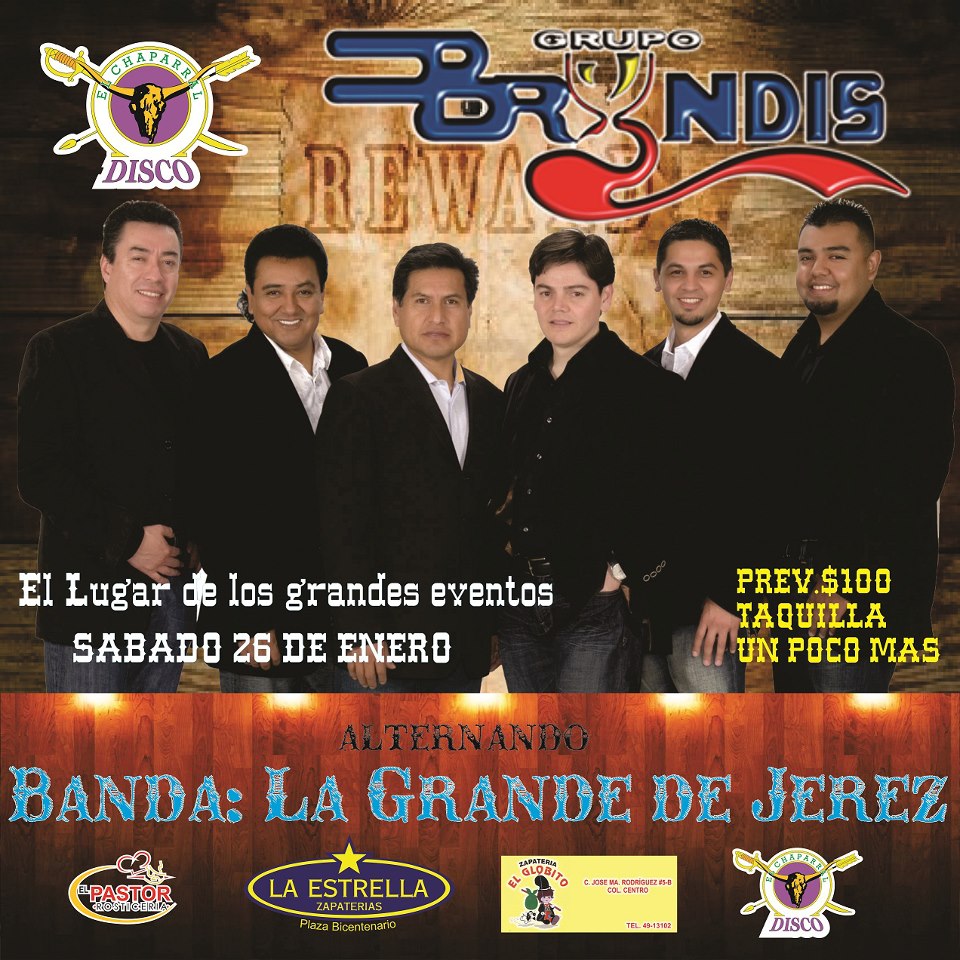 EL CHAPARRAL
DISCO
GRUPO
BRYNDIS
REWARD
El Lugar de los grandes eventos
SABADO 26 DE ENERO
PREV.$100
TAQUILLA
UN POCO MAS
ALTERNANDO
BANDA: LA GRANDE DE JEREZ
EL PASTOR
ROSTICERIA
LA ESTRELLA
ZAPATERIAS
Plaza Bicentenario
ZAPATERIA
EL GLOBITO
C. JOSE MA. RODRÍGUEZ #5-B
COL. CENTRO
TEL. 49-13102
EL CHAPARRAL
DISCO